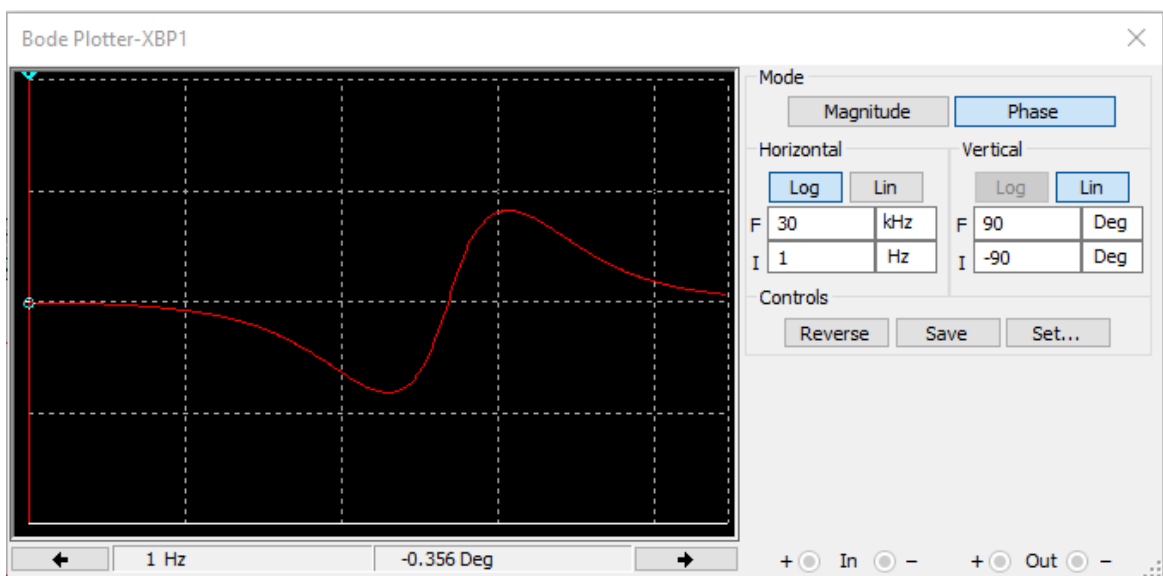 Bode Plotter-XBP1
Mode
Magnitude Phase
Horizontal Vertical
Log Lin Log Lin
F 30 kHz F 90 Deg
I 1 Hz I -90 Deg
Controls
Reverse Save Set...
1 Hz -0.356 Deg + In - + Out -